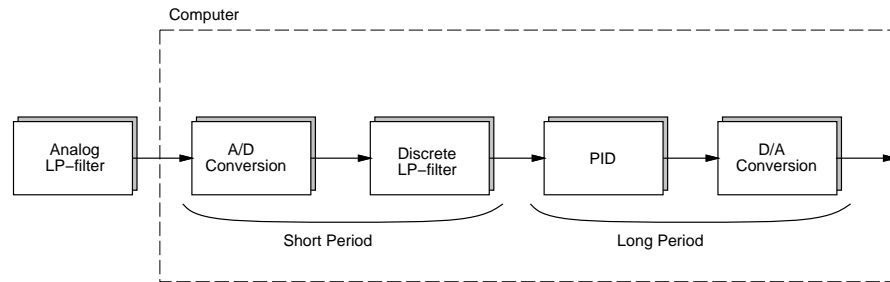 Computer
Analog
LP−filter
A/D
Conversion
Discrete
LP−filter
PID
D/A
Conversion
Short Period
Long Period